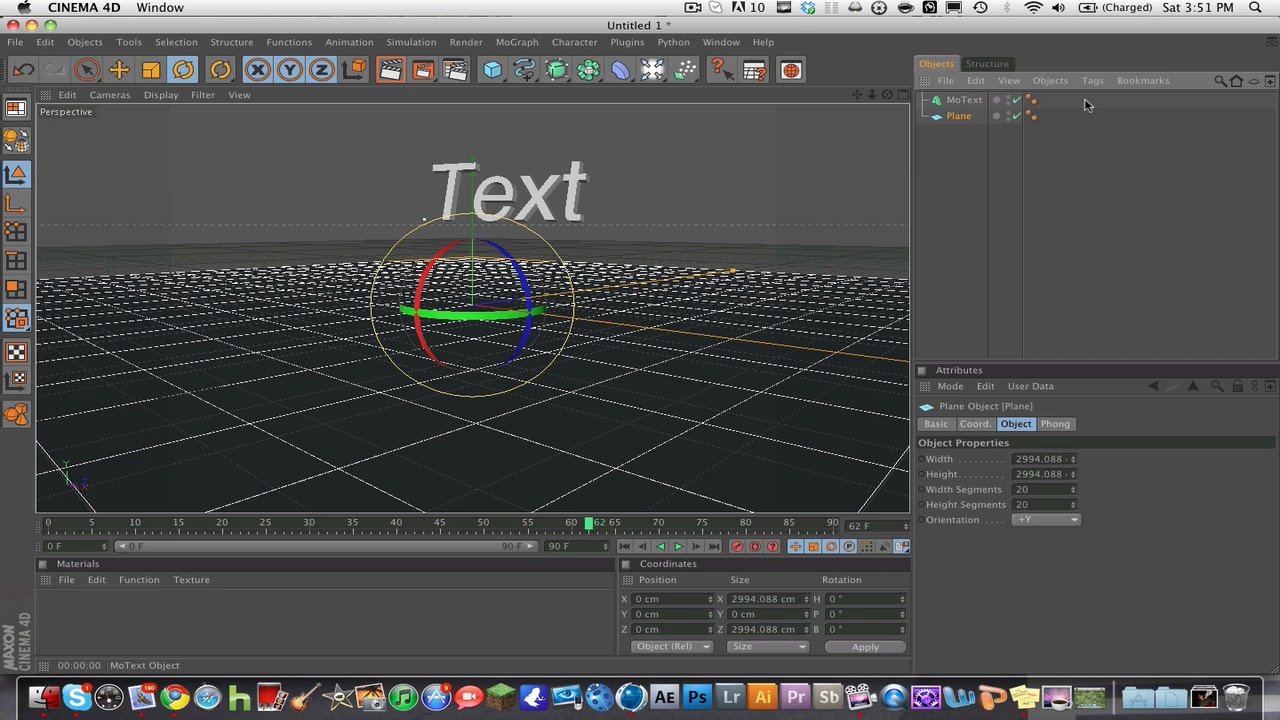 CINEMA 4D Window
10 (Charged) Sat 3:51 PM
Untitled 1 *
File Edit Objects Tools Selection Structure Functions Animation Simulation Render MoGraph Character Plugins Python Window Help
X Y Z
Objects Structure
File Edit View Objects Tags Bookmarks
MoText
Plane
Edit Cameras Display Filter View
Perspective
Text
Y
Z
Attributes
Mode Edit User Data
Plane Object [Plane]
Basic Coord. Object Phong
Object Properties
Width 2994.088
Height 2994.088
Width Segments 20
Height Segments 20
Orientation +Y
0 5 10 15 20 25 30 35 40 45 50 55 60 62 65 70 75 80 85 90 62 F
0 F 0 F 90 F 90 F
Materials
File Edit Function Texture
Coordinates
Position Size Rotation
X 0 cm X 2994.088 cm H 0 °
Y 0 cm Y 0 cm P 0 °
Z 0 cm Z 2994.088 cm B 0 °
Object (Rel) Size Apply
00:00:00 MoText Object
MAXON
CINEMA 4D
1 190 9 AE Ps Lr Ai Pr Sb